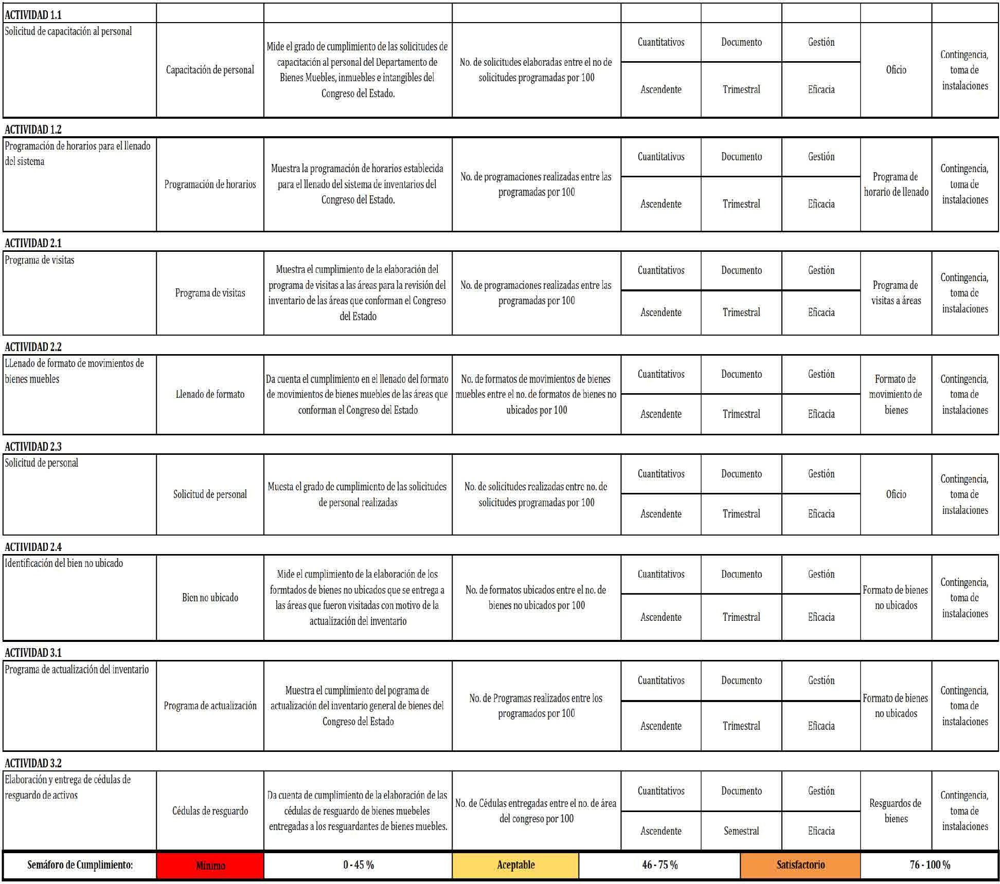 ACTIVIDAD 1.1
Solicitud de capacitación al personal
Capacitación de personal
Mide el grado de cumplimiento de las solicitudes de
capacitación al personal del Departamento de
Bienes Muebles, inmuebles e intangibles del
Congreso del Estado.
No. de solicitudes elaboradas entre el no de
solicitudes programadas por 100
Cuantitativos
Documento
Gestión
Ascendente
Trimestral
Eficacia
Oficio
Contingencia,
toma de
instalaciones
ACTIVIDAD 1.2
Programación de horarios para el llenado
del sistema
Programación de horarios
Muestra la programación de horarios establecida
para el llenado del sistema de inventarios del
Congreso del Estado.
No. de programaciones realizadas entre las
programadas por 100
Cuantitativos
Documento
Gestión
Ascendente
Trimestral
Eficacia
Programa de
horario de llenado
Contingencia,
toma de
instalaciones
ACTIVIDAD 2.1
Programa de visitas
Programa de visitas
Muestra el cumplimiento de la elaboración del
programa de visitas a las áreas para la revisión del
inventario de las áreas que conforman el Congreso
del Estado
No. de programaciones realizadas entre las
programadas por 100
Cuantitativos
Documento
Gestión
Ascendente
Trimestral
Eficacia
Programa de
visitas a áreas
Contingencia,
toma de
instalaciones
ACTIVIDAD 2.2
LLenado de formato de movimientos de
bienes muebles
Llenado de formato
Da cuenta el cumplimiento en el llenado del formato
de movimientos de bienes muebles de las áreas que
conforman el Congreso del Estado
No. de formatos de movimientos de bienes
muebles entre el no. de formatos de bienes no
ubicados por 100
Cuantitativos
Documento
Gestión
Ascendente
Trimestral
Eficacia
Formato de
movimiento de
bienes
Contingencia,
toma de
instalaciones
ACTIVIDAD 2.3
Solicitud de personal
Solicitud de personal
Muesta el grado de cumplimiento de las solicitudes
de personal realizadas
No. de solicitudes realizadas entre no. de
solicitudes programadas por 100
Cuantitativos
Documento
Gestión
Ascendente
Trimestral
Eficacia
Oficio
Contingencia,
toma de
instalaciones
ACTIVIDAD 2.4
Identificación del bien no ubicado
Bien no ubicado
Mide el cumplimiento de la elaboración de los
formtados de bienes no ubicados que se entrega a
las áreas que fueron visitadas con motivo de la
actualización del inventario
No. de formatos ubicados entre el no. de
bienes no ubicados por 100
Cuantitativos
Documento
Gestión
Ascendente
Trimestral
Eficacia
Formato de bienes
no ubicados
Contingencia,
toma de
instalaciones
ACTIVIDAD 3.1
Programa de actualización del inventario
Programa de actualización
Muestra el cumplimiento del pograma de
actualización del inventario general de bienes del
Congreso del Estado
No. de Programas realizados entre los
programados por 100
Cuantitativos
Documento
Gestión
Ascendente
Trimestral
Eficacia
Formato de bienes
no ubicados
Contingencia,
toma de
instalaciones
ACTIVIDAD 3.2
Elaboración y entrega de cédulas de
resguardo de activos
Cédulas de resguardo
Da cuenta de cumplimiento de la elaboración de las
cédulas de resguardo de bienes muebeles
entregadas a los resguardantes de bienes muebles.
No. de Cédulas entregadas entre el no. de área
del congreso por 100
Cuantitativos
Documento
Gestión
Ascendente
Semestral
Eficacia
Resguardos de
bienes
Contingencia,
toma de
instalaciones
Semáforo de Cumplimiento:
Mínimo
0 - 45 %
Aceptable
46 - 75 %
Satisfactorio
76 - 100 %